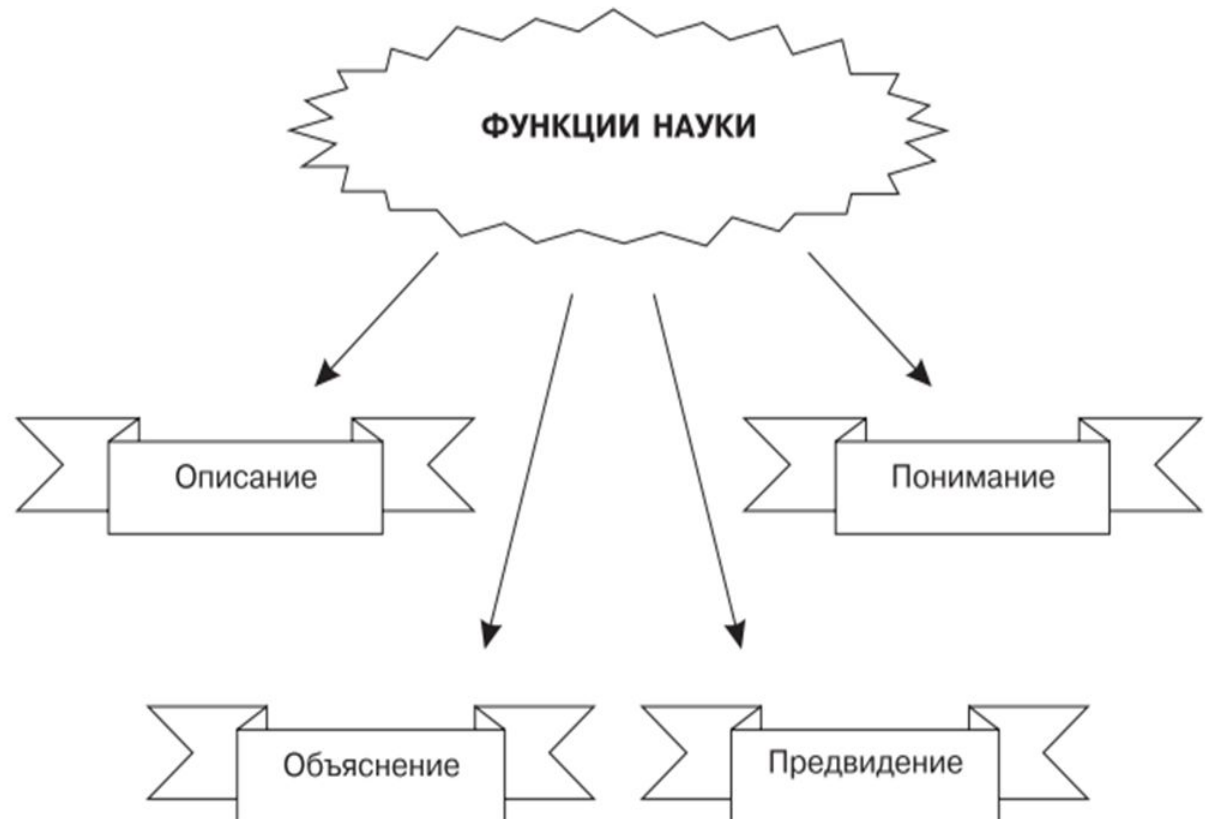 ФУНКЦИИ НАУКИ
Описание
Понимание
Объяснение
Предвидение